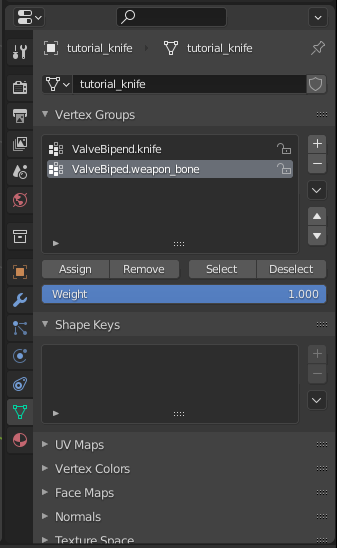 tutorial_knife › tutorial_knife
tutorial_knife
Vertex Groups
ValveBipend.knife
ValveBiped.weapon_bone
Assign Remove Select Deselect
Weight 1.000
Shape Keys
UV Maps
Vertex Colors
Face Maps
Normals
Texture Space